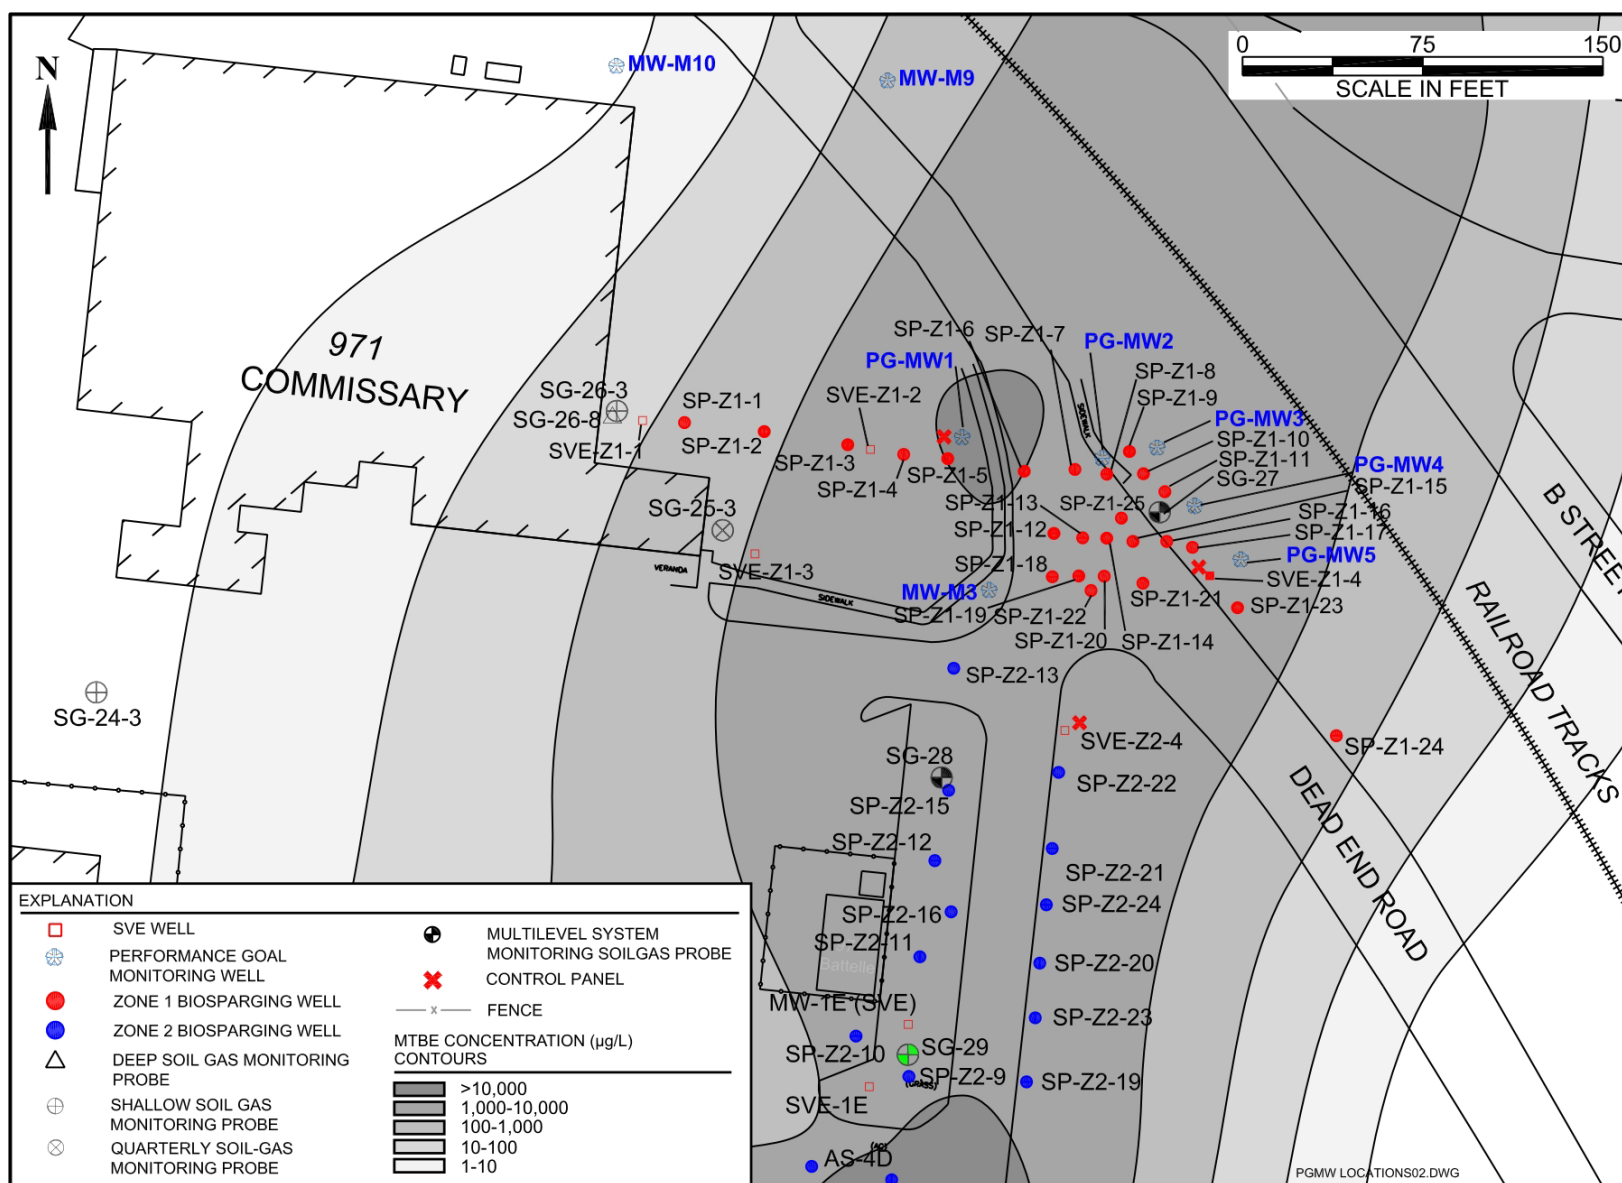 N
MW-M10
MW-M9
0 75 150
SCALE IN FEET
971
COMMISSARY
SP-Z1-6
SP-Z1-7
PG-MW1
PG-MW2
SP-Z1-8
SP-Z1-9
SG-26-3
SG-26-8
SVE-Z1-1
SP-Z1-1
SP-Z1-2
SVE-Z1-2
SP-Z1-3
SP-Z1-4
SP-Z1-5
SIDEWALK
PG-MW3
SP-Z1-10
SP-Z1-11
SG-27
PG-MW4
SP-Z1-15
SP-Z1-16
SP-Z1-17
PG-MW5
SVE-Z1-4
SP-Z1-23
SP-Z1-13
SP-Z1-25
SP-Z1-12
SP-Z1-18
SG-25-3
SVE-Z1-3
VERANDA
SIDEWALK
MW-M3
SP-Z1-19
SP-Z1-22
SP-Z1-21
SP-Z1-20
SP-Z1-14
B STREET
RAILROAD TRACKS
DEAD END ROAD
SG-24-3
SP-Z2-13
SVE-Z2-4
SP-Z1-24
SG-28
SP-Z2-22
SP-Z2-15
SP-Z2-12
SP-Z2-21
SP-Z2-24
SP-Z2-16
SP-Z2-11
Battelle
SP-Z2-20
MW-1E (SVE)
SP-Z2-23
SP-Z2-10
SG-29
SP-Z2-9
(GRASS)
SP-Z2-19
SVE-1E
(AC)
AS-4D
EXPLANATION
SVE WELL
PERFORMANCE GOAL
MONITORING WELL
ZONE 1 BIOSPARGING WELL
ZONE 2 BIOSPARGING WELL
DEEP SOIL GAS MONITORING
PROBE
SHALLOW SOIL GAS
MONITORING PROBE
QUARTERLY SOIL-GAS
MONITORING PROBE
MULTILEVEL SYSTEM
MONITORING SOILGAS PROBE
CONTROL PANEL
x FENCE
MTBE CONCENTRATION (µg/L)
CONTOURS
>10,000
1,000-10,000
100-1,000
10-100
1-10
PGMW LOCATIONS02.DWG